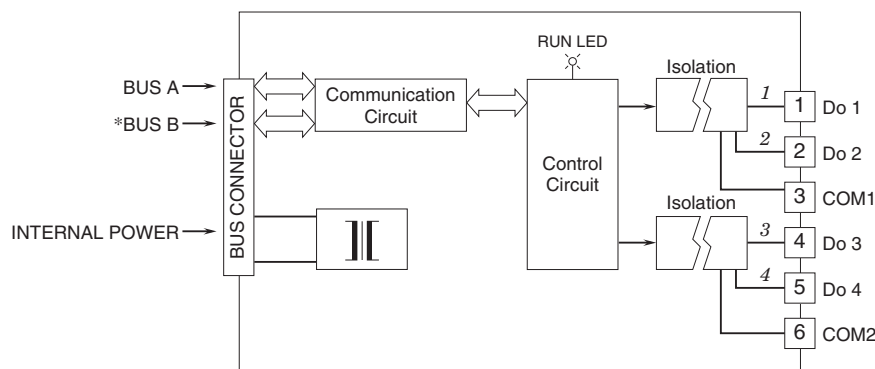 RUN LED
Isolation
BUS A
*BUS B
INTERNAL POWER
BUS CONNECTOR
Communication
Circuit
Control
Circuit
1
1 Do 1
2
2 Do 2
3 COM1
Isolation
3
4 Do 3
4
5 Do 4
6 COM2